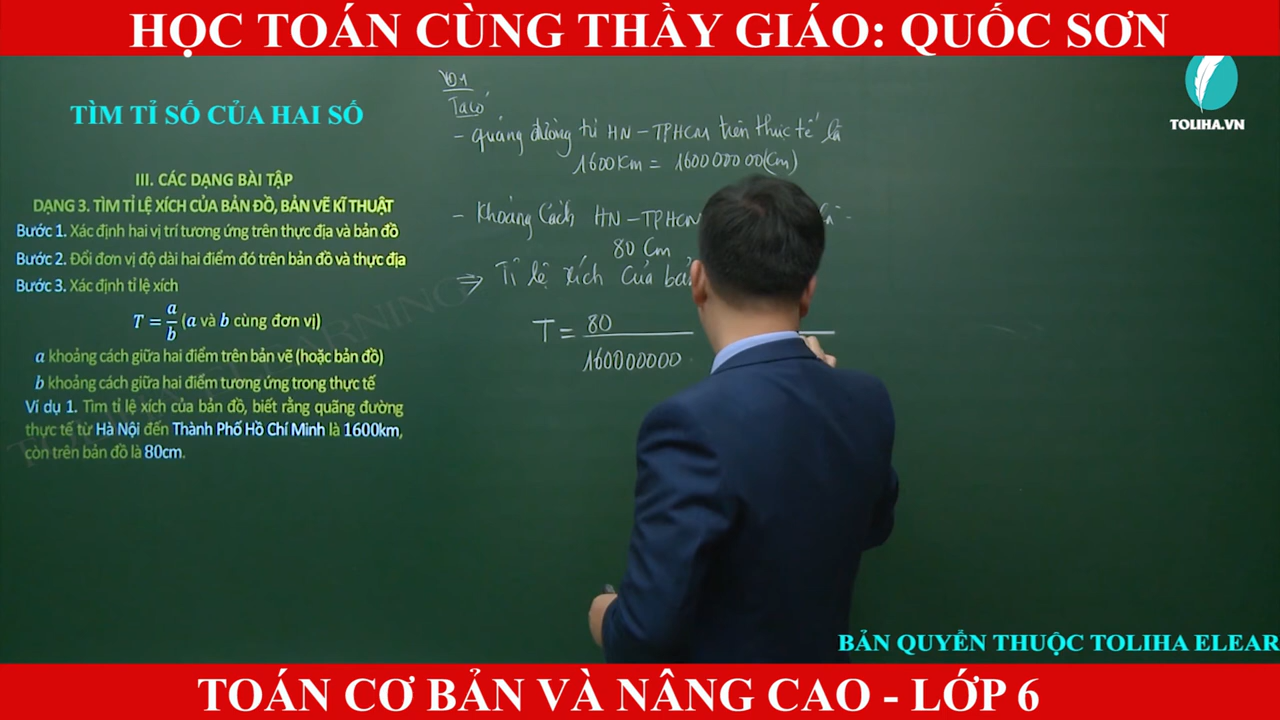 HỌC TOÁN CÙNG THẦY GIÁO: QUỐC SƠN
TÌM TỈ SỐ CỦA HAI SỐ
III. CÁC DẠNG BÀI TẬP
DẠNG 3. TÌM TỈ LỆ XÍCH CỦA BẢN ĐỒ, BẢN VẼ KĨ THUẬT
Bước 1. Xác định hai vị trí tương ứng trên thực địa và bản đồ
Bước 2. Đổi đơn vị độ dài hai điểm đó trên bản đồ và thực địa
Bước 3. Xác định tỉ lệ xích
T = a/b (a và b cùng đơn vị)
a khoảng cách giữa hai điểm trên bản vẽ (hoặc bản đồ)
b khoảng cách giữa hai điểm tương ứng trong thực tế
Ví dụ 1. Tìm tỉ lệ xích của bản đồ, biết rằng quãng đường
thực tế từ Hà Nội đến Thành Phố Hồ Chí Minh là 1600km,
còn trên bản đồ là 80cm.
VD1
Ta có
- quãng đường từ HN - TPHCM trên thực tế là
1600Km = 160000000(Cm)
- Khoảng Cách HN - TPHCM
80 Cm
⇒ Tỉ lệ xích Của bản
T = 80/160000000
TOLIHA.VN
BẢN QUYỀN THUỘC TOLIHA ELEAR
TOÁN CƠ BẢN VÀ NÂNG CAO - LỚP 6